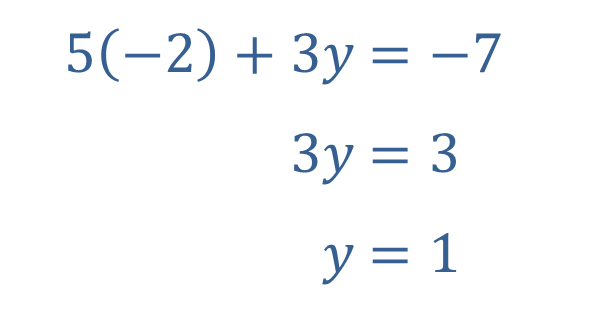 5(−2) + 3y = −7
3y = 3
y = 1